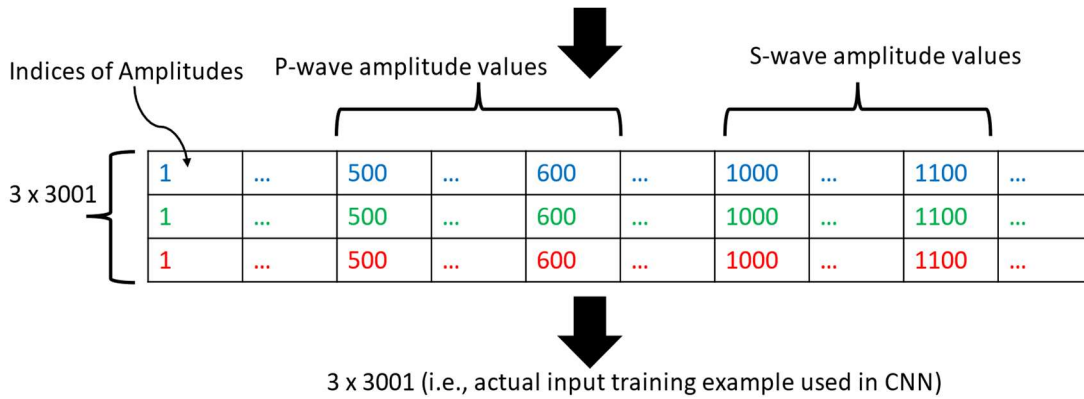 Indices of Amplitudes
P-wave amplitude values
S-wave amplitude values
3 x 3001
1 ... 500 ... 600 ... 1000 ... 1100 ...
1 ... 500 ... 600 ... 1000 ... 1100 ...
1 ... 500 ... 600 ... 1000 ... 1100 ...
3 x 3001 (i.e., actual input training example used in CNN)